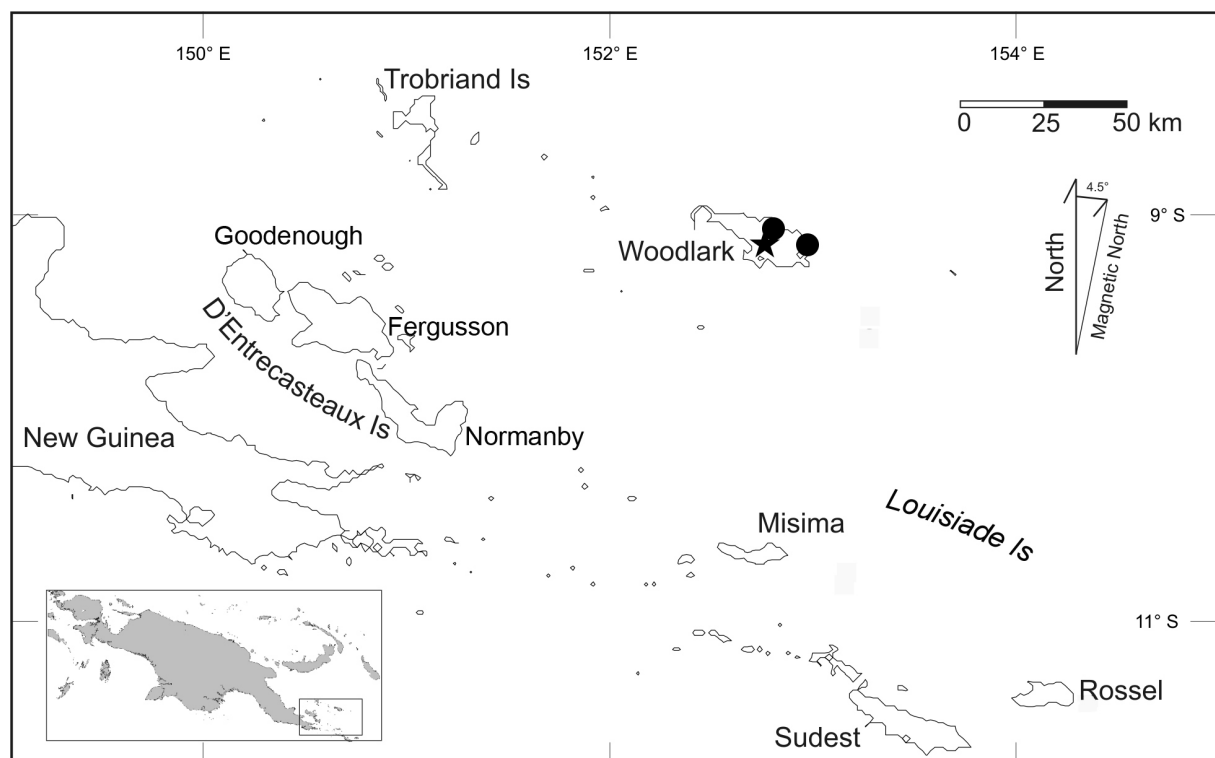 150° E
152° E
154° E
Trobriand Is
0 25 50 km
4.5°
North
Magnetic North
9° S
Goodenough
Woodlark
D'Entrecasteaux Is
Fergusson
New Guinea
Normanby
Louisiade Is
Misima
11° S
Rossel
Sudest